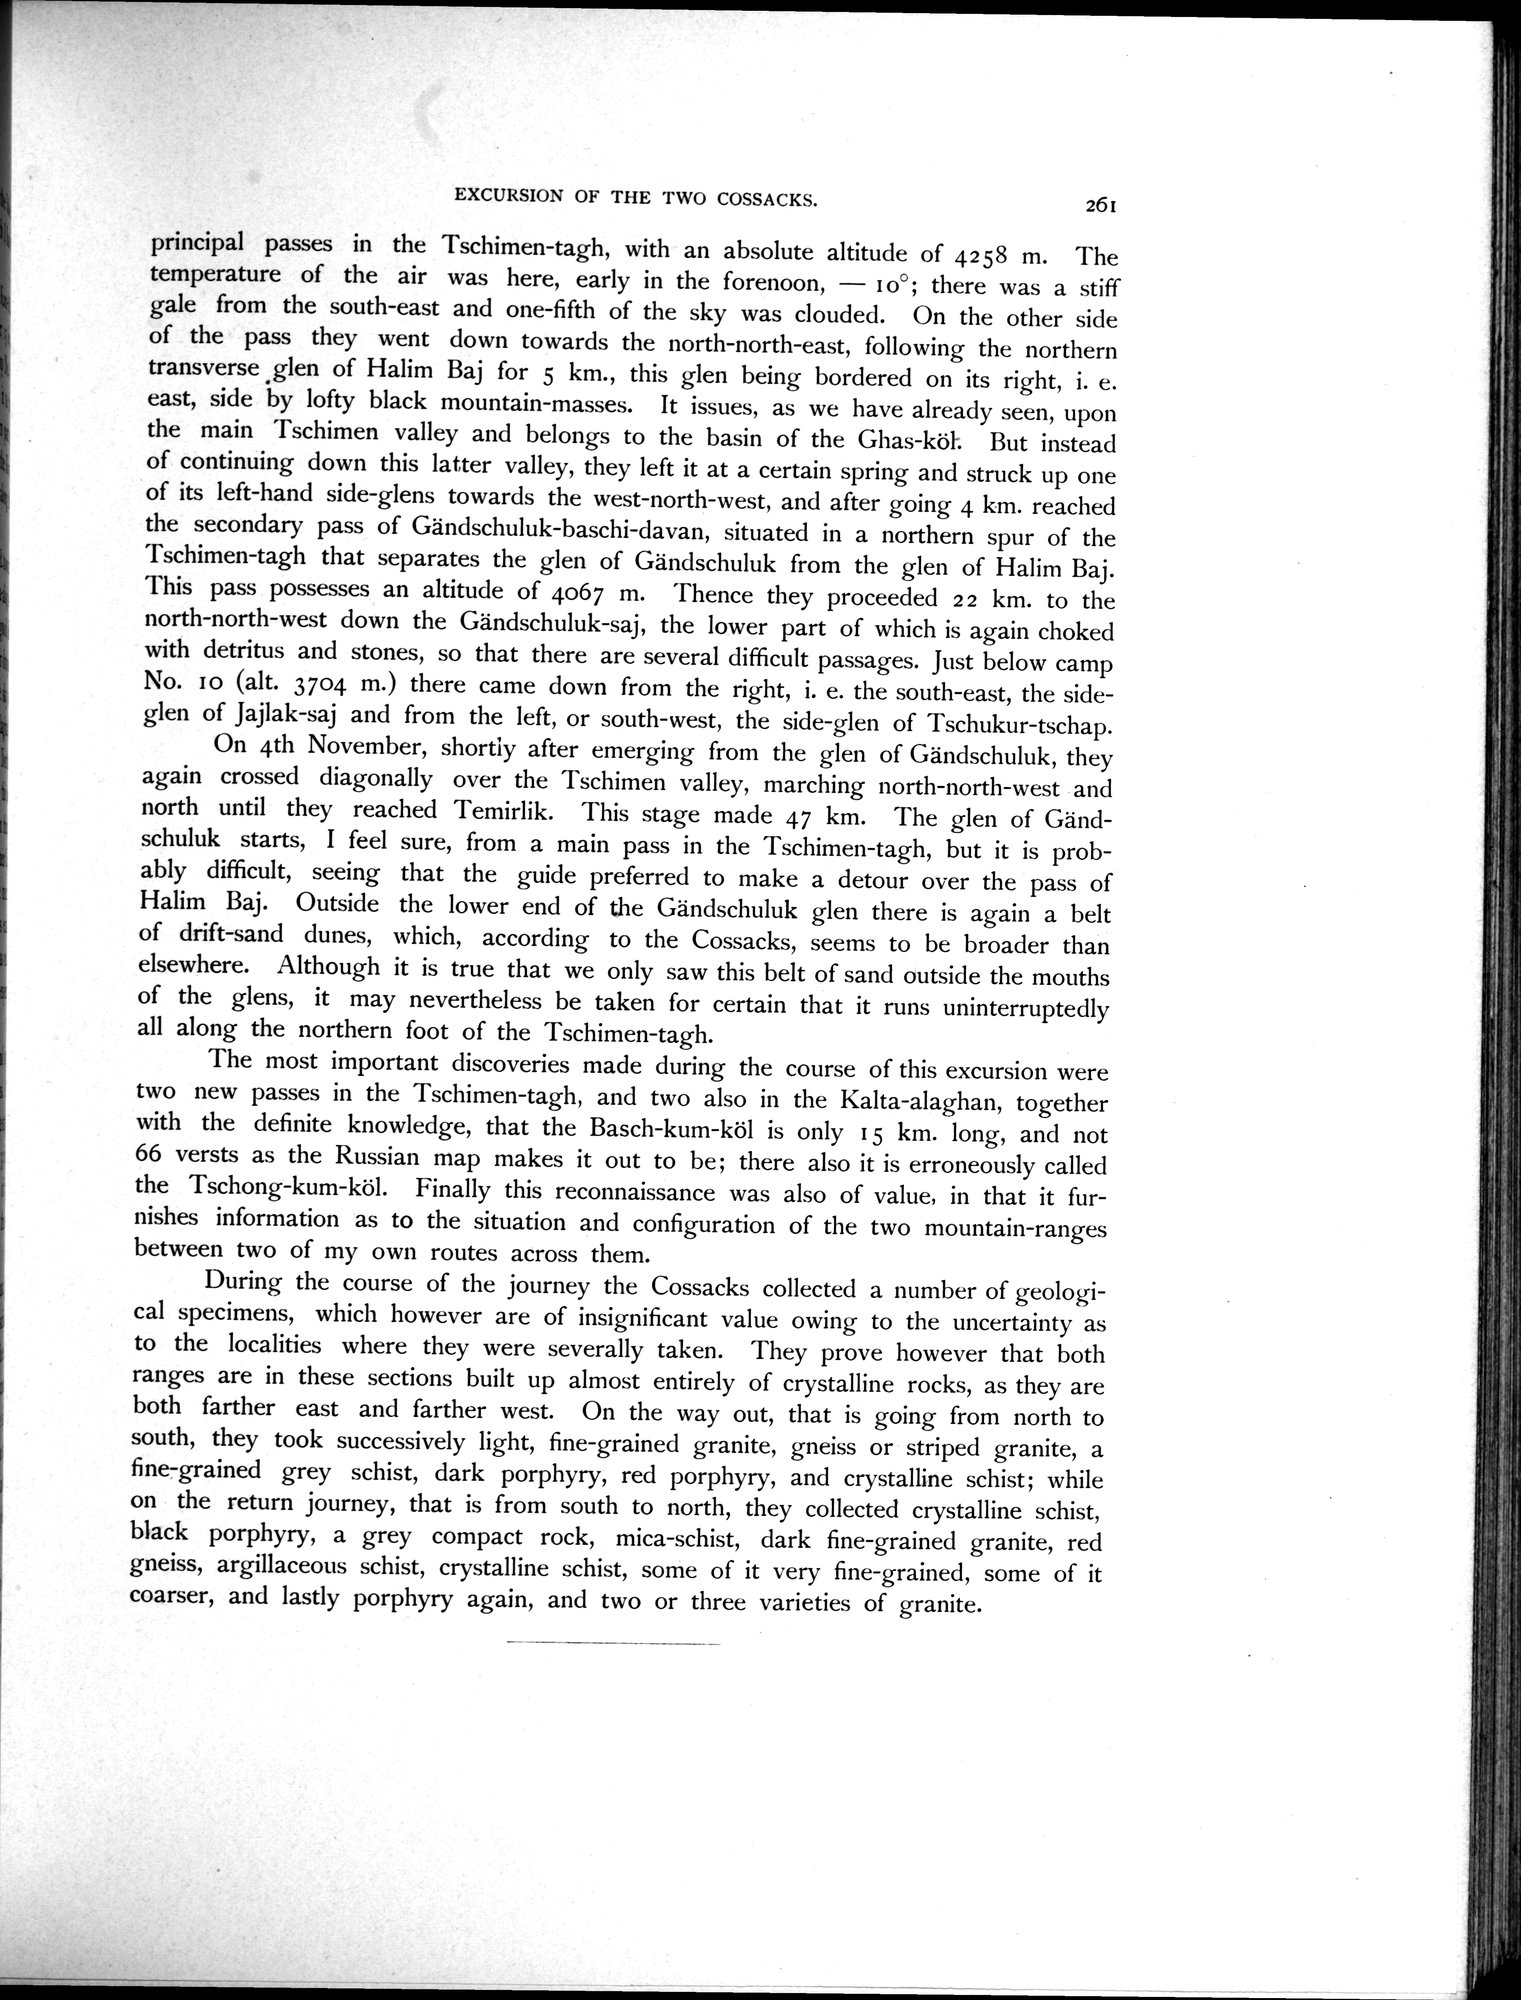 EXCURSION OF THE TWO COSSACKS. 261
principal passes in the Tschimen-tagh, with an absolute altitude of 4258 m. The
temperature of the air was here, early in the forenoon, — 10°; there was a stiff
gale from the south-east and one-fifth of the sky was clouded. On the other side
of the pass they went down towards the north-north-east, following the northern
transverse glen of Halim Baj for 5 km., this glen being bordered on its right, i. e.
east, side by lofty black mountain-masses. It issues, as we have already seen, upon
the main Tschimen valley and belongs to the basin of the Ghas-köl. But instead
of continuing down this latter valley, they left it at a certain spring and struck up one
of its left-hand side-glens towards the west-north-west, and after going 4 km. reached
the secondary pass of Gändschuluk-baschi-davan, situated in a northern spur of the
Tschimen-tagh that separates the glen of Gändschuluk from the glen of Halim Baj.
This pass possesses an altitude of 4067 m. Thence they proceeded 22 km. to the
north-north-west down the Gändschuluk-saj, the lower part of which is again choked
with detritus and stones, so that there are several difficult passages. Just below camp
No. 10 (alt. 3704 m.) there came down from the right, i. e. the south-east, the side-
glen of Jajlak-saj and from the left, or south-west, the side-glen of Tschukur-tschap.
On 4th November, shortly after emerging from the glen of Gändschuluk, they
again crossed diagonally over the Tschimen valley, marching north-north-west and
north until they reached Temirlik. This stage made 47 km. The glen of Gänd-
schuluk starts, I feel sure, from a main pass in the Tschimen-tagh, but it is prob-
ably difficult, seeing that the guide preferred to make a detour over the pass of
Halim Baj. Outside the lower end of the Gändschuluk glen there is again a belt
of drift-sand dunes, which, according to the Cossacks, seems to be broader than
elsewhere. Although it is true that we only saw this belt of sand outside the mouths
of the glens, it may nevertheless be taken for certain that it runs uninterruptedly
all along the northern foot of the Tschimen-tagh.
The most important discoveries made during the course of this excursion were
two new passes in the Tschimen-tagh, and two also in the Kalta-alaghan, together
with the definite knowledge, that the Basch-kum-köl is only 15 km. long, and not
66 versts as the Russian map makes it out to be; there also it is erroneously called
the Tschong-kum-köl. Finally this reconnaissance was also of value, in that it fur-
nishes information as to the situation and configuration of the two mountain-ranges
between two of my own routes across them.
During the course of the journey the Cossacks collected a number of geologi-
cal specimens, which however are of insignificant value owing to the uncertainty as
to the localities where they were severally taken. They prove however that both
ranges are in these sections built up almost entirely of crystalline rocks, as they are
both farther east and farther west. On the way out, that is going from north to
south, they took successively light, fine-grained granite, gneiss or striped granite, a
fine-grained grey schist, dark porphyry, red porphyry, and crystalline schist; while
on the return journey, that is from south to north, they collected crystalline schist,
black porphyry, a grey compact rock, mica-schist, dark fine-grained granite, red
gneiss, argillaceous schist, crystalline schist, some of it very fine-grained, some of it
coarser, and lastly porphyry again, and two or three varieties of granite.